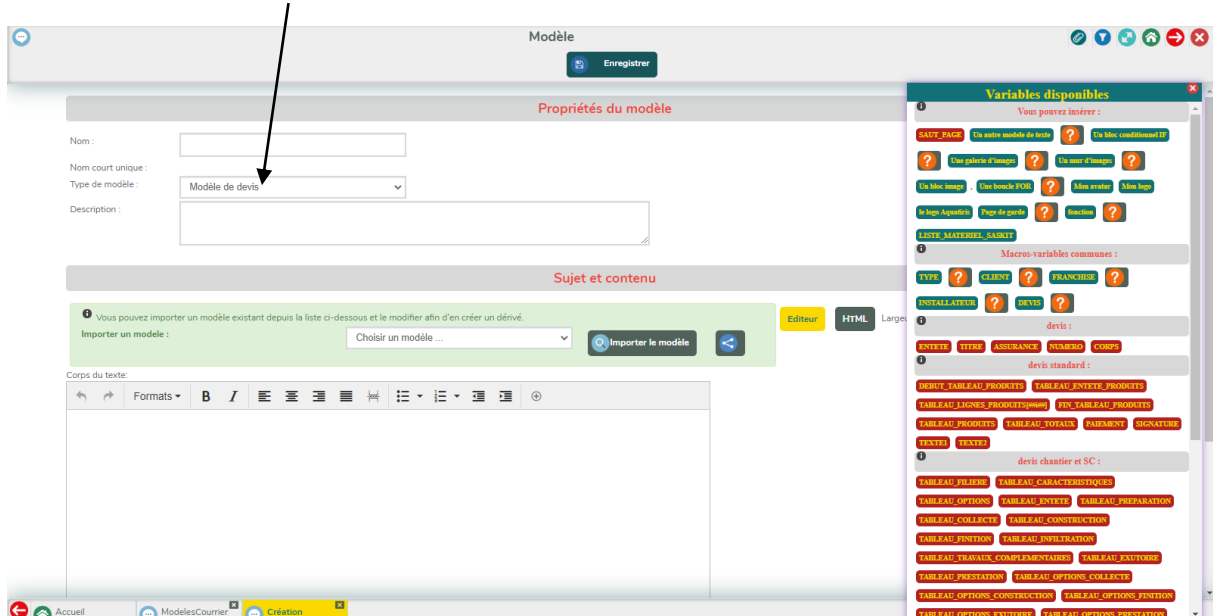 Modèle
Enregistrer
Propriétés du modèle
Nom :
Nom court unique :
Type de modèle :
Modèle de devis
Description :
Sujet et contenu
Vous pouvez importer un modèle existant depuis la liste ci-dessous et le modifier afin d'en créer un dérivé.
Importer un modele :
Choisir un modèle ...
Importer le modèle
Editeur
HTML
Corps du texte:
Formats
B I
Variables disponibles
Vous pouvez insérer :
SAUT_PAGE Un autre modele de texte ? Un bloc conditionnel IF
? Une galerie d'images ? Un mur d'images ?
Un bloc image , Une boucle FOR ? Mon avatar Mon logo
le logo Aquatiris Page de garde ? fonction ?
LISTE_MATERIEL_SASKIT
Macros-variables communes :
TYPE ? CLIENT ? FRANCHISE ?
INSTALLATEUR ? DEVIS ?
devis :
ENTETE TITRE ASSURANCE NUMERO CORPS
devis standard :
DEBUT_TABLEAU_PRODUITS TABLEAU_ENTETE_PRODUITS
TABLEAU_LIGNES_PRODUITS[##,##] FIN_TABLEAU_PRODUITS
TABLEAU_PRODUITS TABLEAU_TOTAUX PAIEMENT SIGNATURE
TEXTE1 TEXTE2
devis chantier et SC :
TABLEAU_FILIERE TABLEAU_CARACTERISTIQUES
TABLEAU_OPTIONS TABLEAU_ENTETE TABLEAU_PREPARATION
TABLEAU_COLLECTE TABLEAU_CONSTRUCTION
TABLEAU_FINITION TABLEAU_INFILTRATION
TABLEAU_TRAVAUX_COMPLEMENTAIRES TABLEAU_EXUTOIRE
TABLEAU_PRESTATION TABLEAU_OPTIONS_COLLECTE
TABLEAU_OPTIONS_CONSTRUCTION TABLEAU_OPTIONS_FINITION
TABLEAU_OPTIONS_EXUTOIRE TABLEAU_OPTIONS_PRESTATION
Accueil
ModelesCourrier
Création